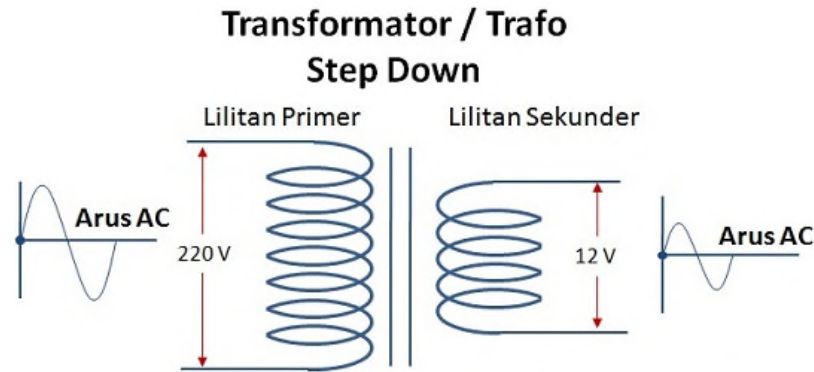 Transformator / Trafo
Step Down
Lilitan Primer
Lilitan Sekunder
Arus AC
220 V
12 V
Arus AC